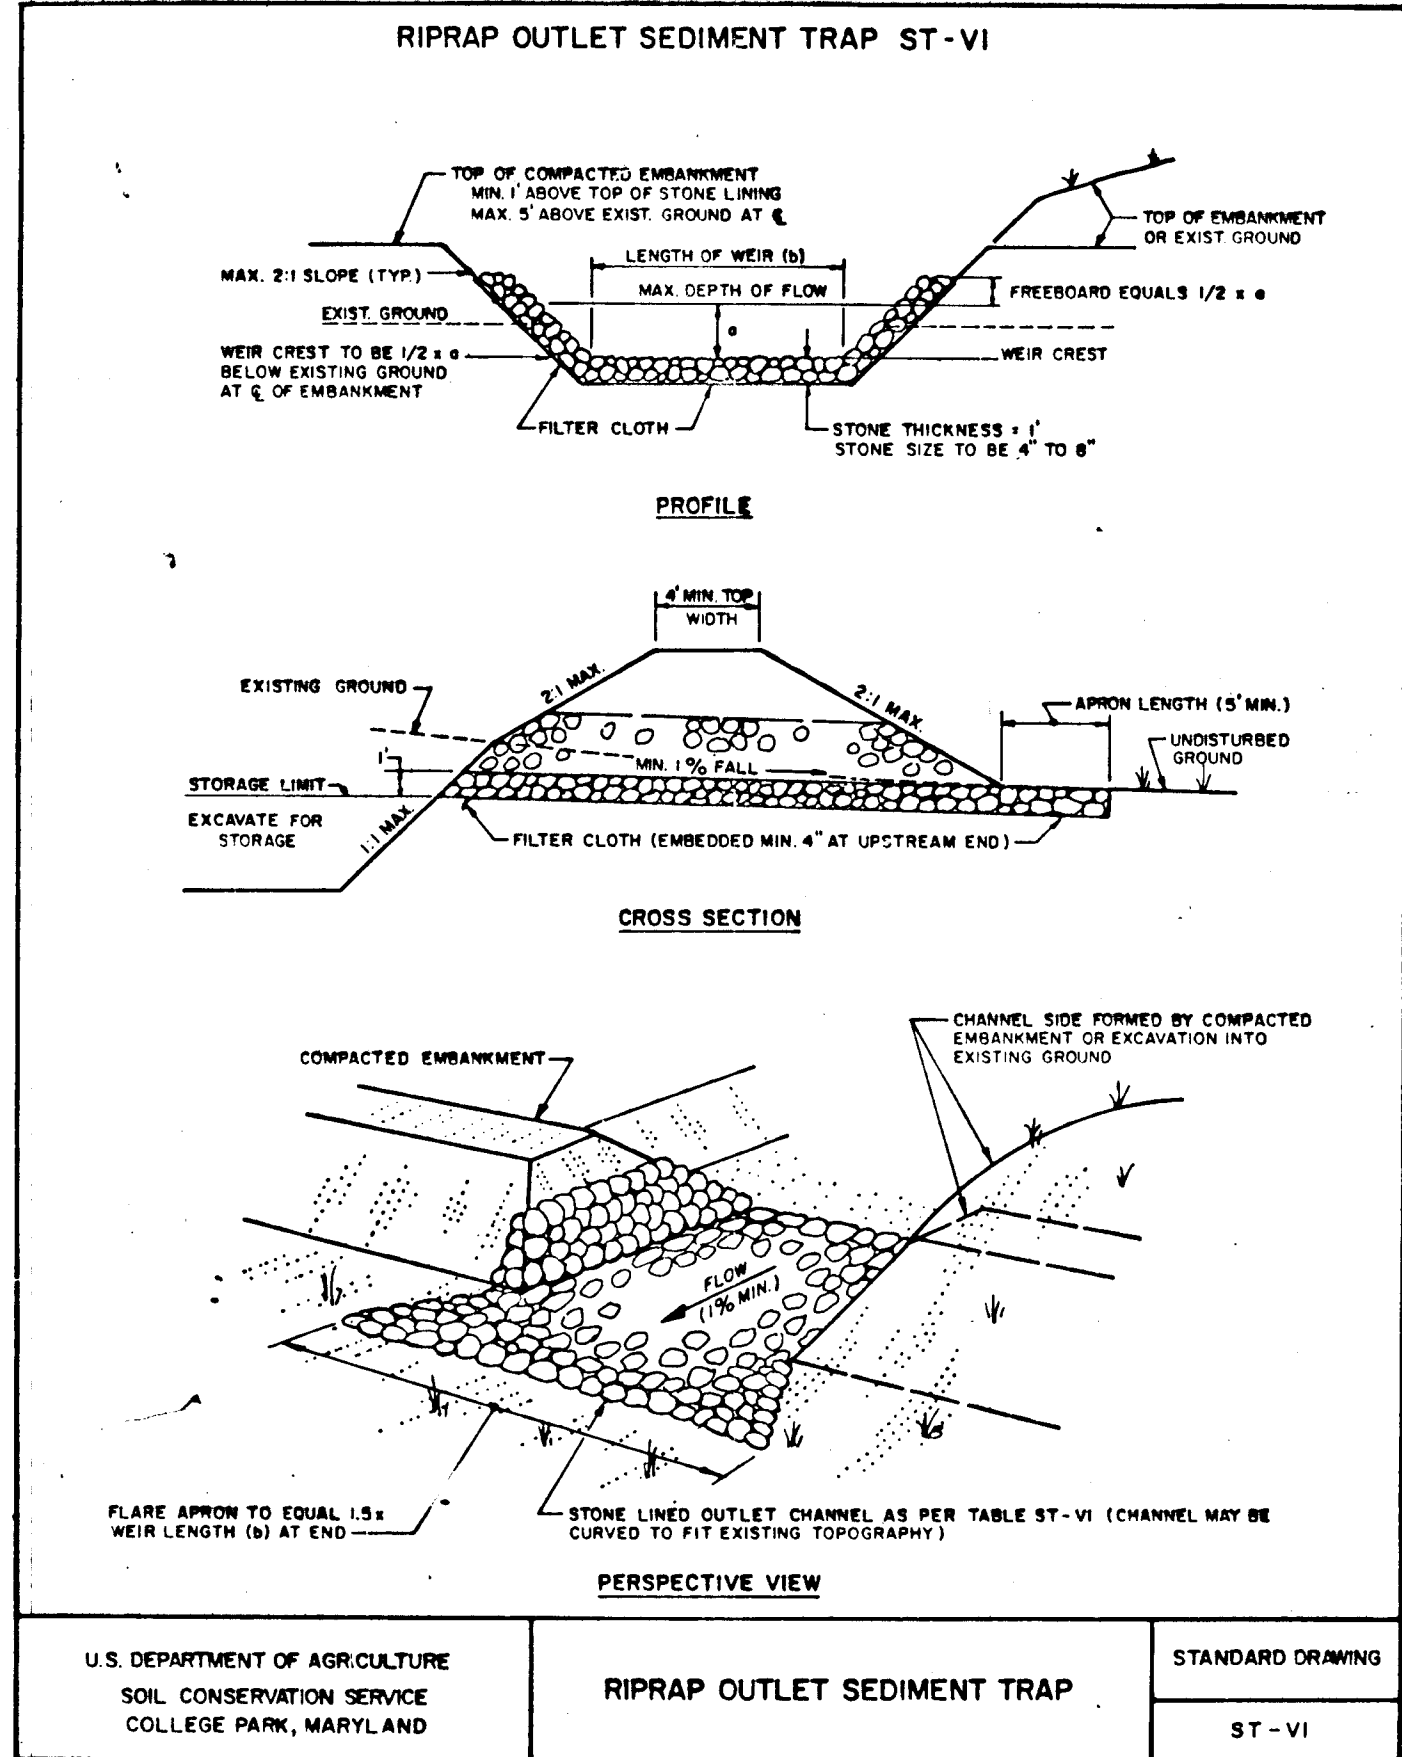 RIPRAP OUTLET SEDIMENT TRAP ST-VI
TOP OF COMPACTED EMBANKMENT
MIN. 1' ABOVE TOP OF STONE LINING
MAX. 5' ABOVE EXIST. GROUND AT ℄
TOP OF EMBANKMENT
OR EXIST. GROUND
LENGTH OF WEIR (b)
MAX. 2:1 SLOPE (TYP.)
MAX. DEPTH OF FLOW
FREEBOARD EQUALS 1/2 x a
EXIST. GROUND
a
WEIR CREST TO BE 1/2 x a
BELOW EXISTING GROUND
AT ℄ OF EMBANKMENT
WEIR CREST
FILTER CLOTH
STONE THICKNESS = 1'
STONE SIZE TO BE 4" TO 8"
PROFILE
4' MIN. TOP
WIDTH
EXISTING GROUND
2:1 MAX.
2:1 MAX.
APRON LENGTH (5' MIN.)
UNDISTURBED
GROUND
1'
MIN. 1% FALL
STORAGE LIMIT
EXCAVATE FOR
STORAGE
1:1 MAX.
FILTER CLOTH (EMBEDDED MIN. 4" AT UPSTREAM END)
CROSS SECTION
CHANNEL SIDE FORMED BY COMPACTED
EMBANKMENT OR EXCAVATION INTO
EXISTING GROUND
COMPACTED EMBANKMENT
FLOW
(1% MIN.)
FLARE APRON TO EQUAL 1.5x
WEIR LENGTH (b) AT END
STONE LINED OUTLET CHANNEL AS PER TABLE ST-VI (CHANNEL MAY BE
CURVED TO FIT EXISTING TOPOGRAPHY)
PERSPECTIVE VIEW
U.S. DEPARTMENT OF AGRICULTURE
SOIL CONSERVATION SERVICE
COLLEGE PARK, MARYLAND
RIPRAP OUTLET SEDIMENT TRAP
STANDARD DRAWING
ST-VI